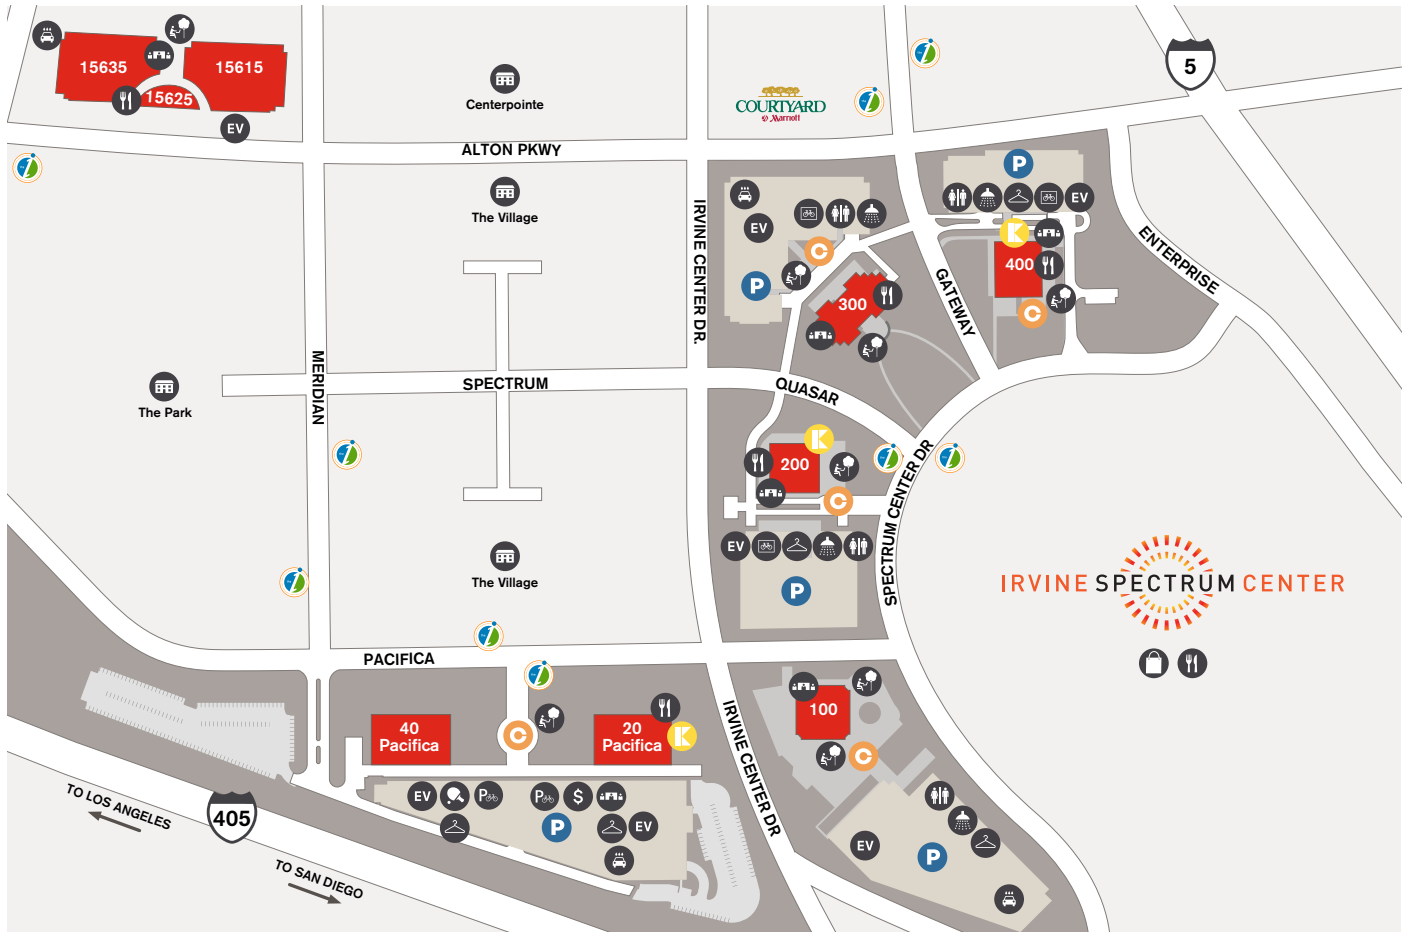 15635
15615
15625
EV
Centerpointe
COURTYARD
Marriott
5
ALTON PKWY
The Village
IRVINE CENTER DR.
P
EV
EV
C
K
400
P
300
C
GATEWAY
ENTERPRISE
The Park
MERIDIAN
SPECTRUM
QUASAR
K
200
C
SPECTRUM CENTER DR
EV
P
The Village
IRVINE SPECTRUM CENTER
PACIFICA
40
Pacifica
C
20
Pacifica
K
IRVINE CENTER DR
100
C
EV
P
P
$
P
EV
EV
P
TO LOS ANGELES
405
TO SAN DIEGO